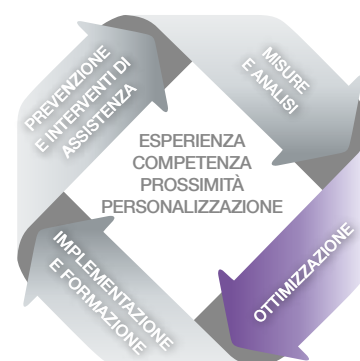 PREVENZIONE
E INTERVENTI DI
ASSISTENZA
MISURE
E ANALISI
ESPERIENZA
COMPETENZA
PROSSIMITÀ
PERSONALIZZAZIONE
OTTIMIZZAZIONE
IMPLEMENTAZIONE
E FORMAZIONE